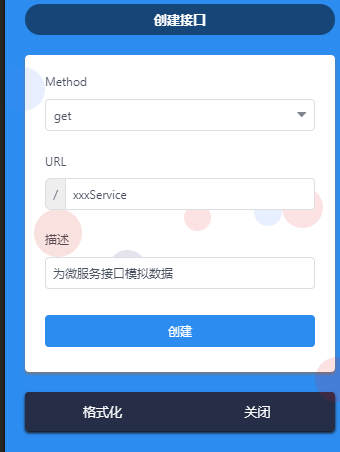 创建接口
Method
get
URL
/ xxxService
描述
为微服务接口模拟数据
创建
格式化 关闭